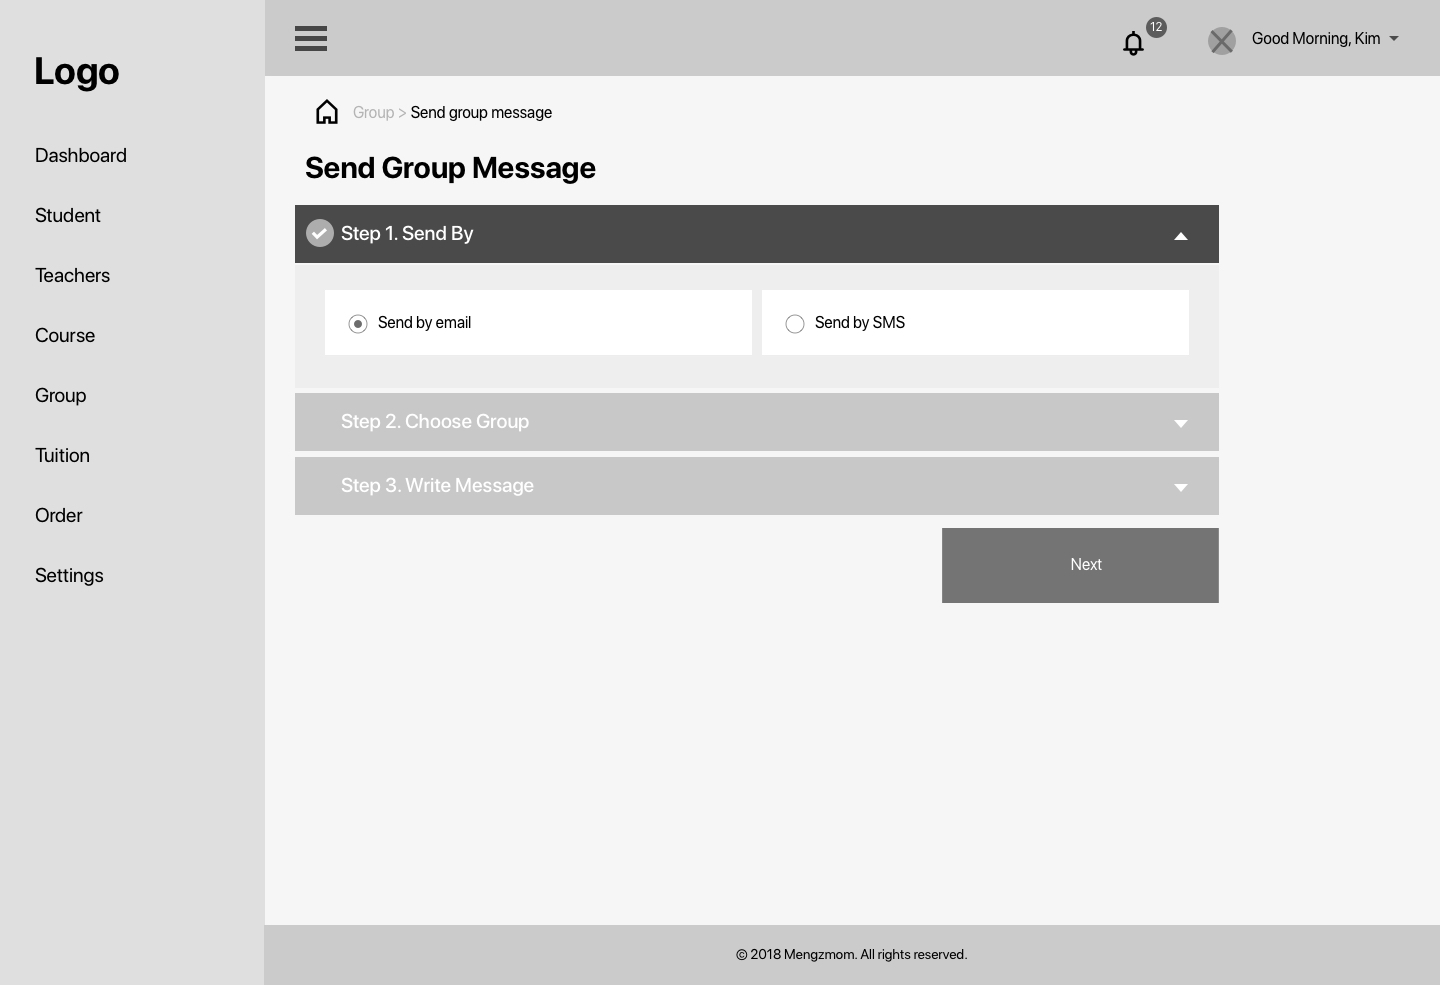 Logo
12
Good Morning, Kim
Dashboard
Student
Teachers
Course
Group
Tuition
Order
Settings
Group > Send group message
Send Group Message
Step 1. Send By
Send by email
Send by SMS
Step 2. Choose Group
Step 3. Write Message
Next
© 2018 Mengzmom. All rights reserved.